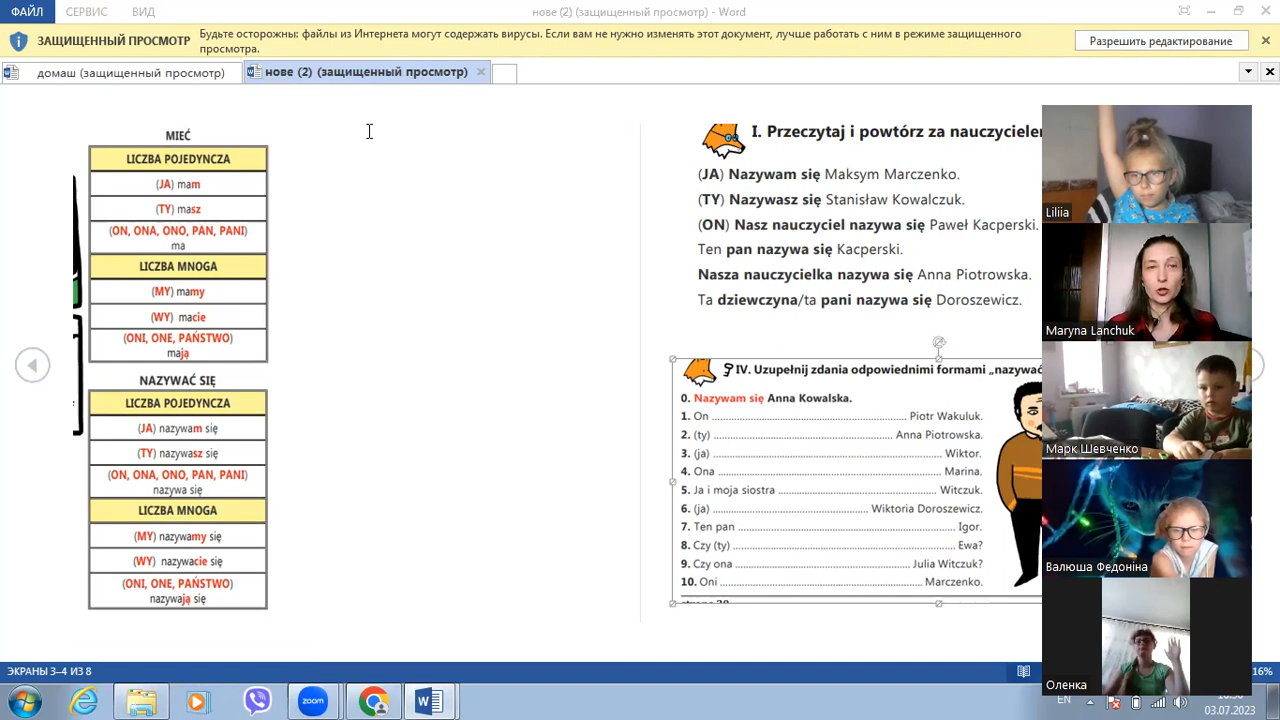 ФАЙЛ СЕРВИС ВИД
нове (2) (защищенный просмотр) - Word
ЗАЩИЩЕННЫЙ ПРОСМОТР
Будьте осторожны: файлы из Интернета могут содержать вирусы. Если вам не нужно изменять этот документ, лучше работать с ним в режиме защищенного
просмотра.
Разрешить редактирование
домаш (защищенный просмотр)
нове (2) (защищенный просмотр)
MIEĆ
LICZBA POJEDYNCZA
(JA) mam
(TY) masz
(ON, ONA, ONO, PAN, PANI)
ma
LICZBA MNOGA
(MY) mamy
(WY) macie
(ONI, ONE, PAŃSTWO)
mają
NAZYWAĆ SIĘ
LICZBA POJEDYNCZA
(JA) nazywam się
(TY) nazywasz się
(ON, ONA, ONO, PAN, PANI)
nazywa się
LICZBA MNOGA
(MY) nazywamy się
(WY) nazywacie się
(ONI, ONE, PAŃSTWO)
nazywają się
I. Przeczytaj i powtórz za
(JA) Nazywam się Maksym Marczenko.
(TY) Nazywasz się Stanisław Kowalczuk.
(ON) Nasz nauczyciel nazywa się Paweł Kacperski.
Ten pan nazywa się Kacperski.
Nasza nauczycielka nazywa się Anna Piotrowska.
Ta dziewczyna/ta pani nazywa się Doroszewicz.
IV. Uzupełnij zdania odpowiednimi formami „nazywać
0. Nazywam się Anna Kowalska.
1. On ........ Piotr Wakuluk.
2. (ty) ........ Anna Piotrowska.
3. (ja) ........ Wiktor.
4. Ona ........ Marina.
5. Ja i moja siostra ........ Witczuk.
6. (ja) ........ Wiktoria Doroszewicz.
7. Ten pan ........ Igor.
8. Czy (ty) ........ Ewa?
9. Czy ona ........ Julia Witczuk?
10. Oni ........ Marczenko.
Liliia
Maryna Lanchuk
Марк Шевченко
Валюша Федоніна
Оленка
ЭКРАНЫ 3–4 ИЗ 8
16%
zoom
EN
03.07.2023